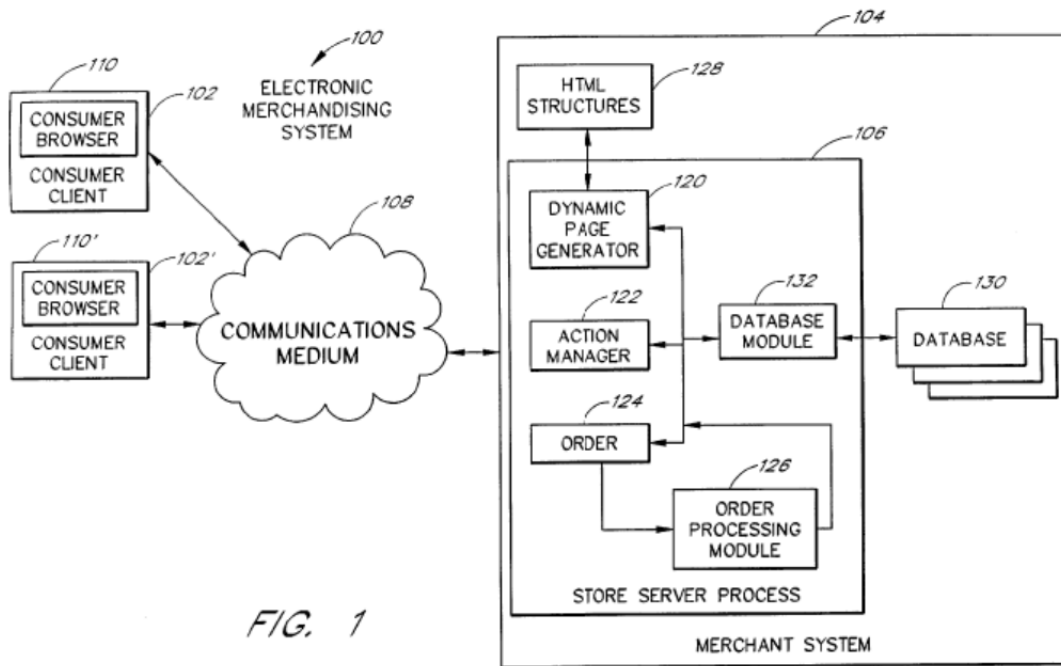 100
ELECTRONIC
MERCHANDISING
SYSTEM
110
102
CONSUMER
BROWSER
CONSUMER
CLIENT
110'
102'
CONSUMER
BROWSER
CONSUMER
CLIENT
108
COMMUNICATIONS
MEDIUM
104
128
HTML
STRUCTURES
106
120
DYNAMIC
PAGE
GENERATOR
122
ACTION
MANAGER
132
DATABASE
MODULE
130
DATABASE
124
ORDER
126
ORDER
PROCESSING
MODULE
STORE SERVER PROCESS
MERCHANT SYSTEM
FIG. 1